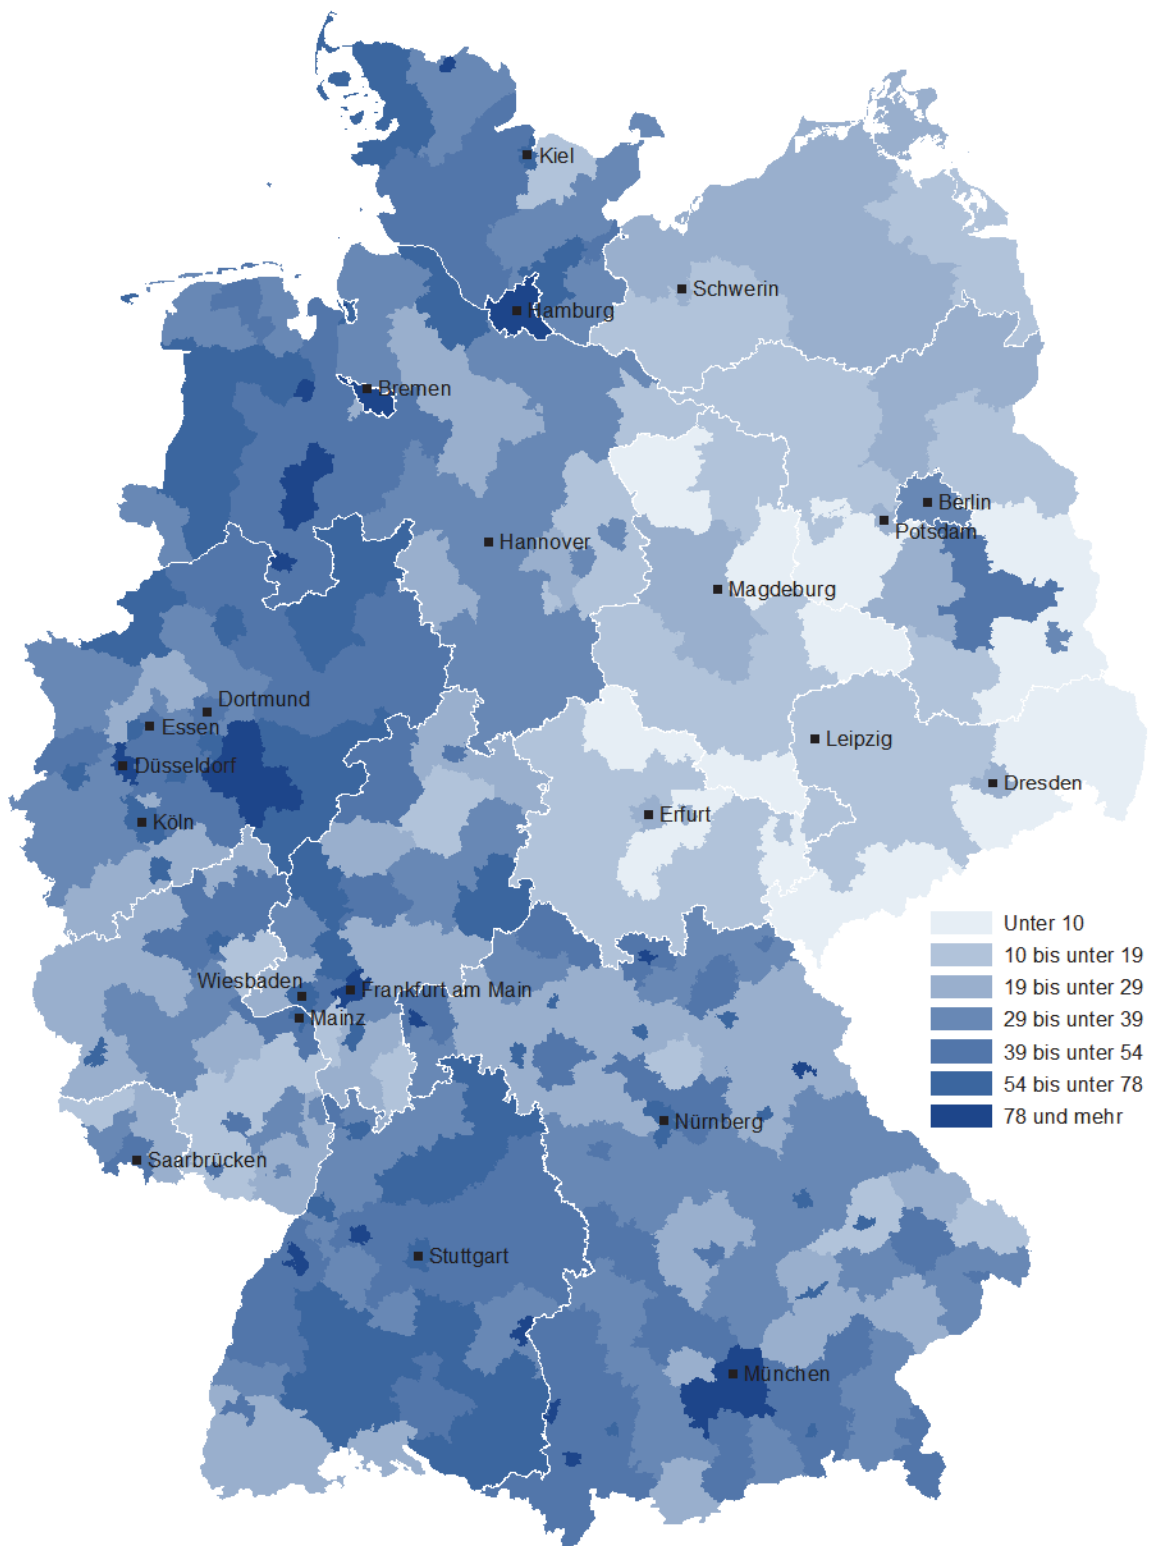 Kiel
Schwerin
Hamburg
Bremen
Berlin
Potsdam
Hannover
Magdeburg
Dortmund
Essen
Leipzig
Düsseldorf
Dresden
Köln
Erfurt
Wiesbaden
Frankfurt am Main
Mainz
Nürnberg
Saarbrücken
Stuttgart
München
Unter 10
10 bis unter 19
19 bis unter 29
29 bis unter 39
39 bis unter 54
54 bis unter 78
78 und mehr